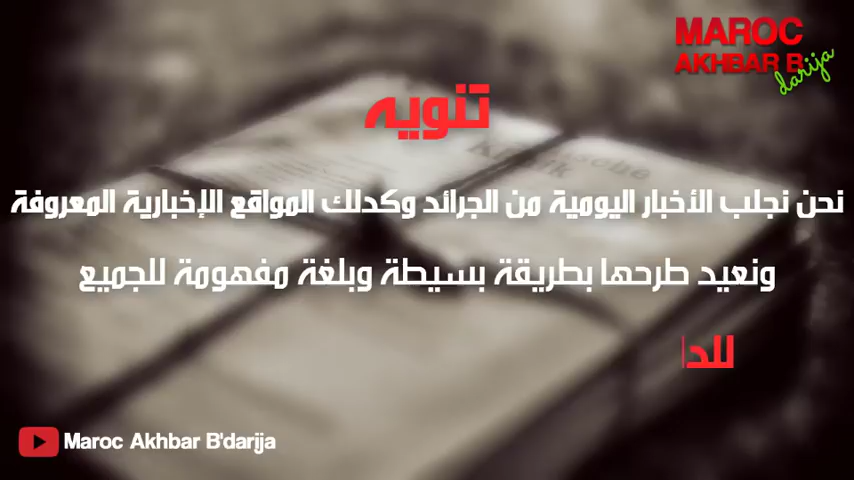 MAROC
AKHBAR B
darija
تنويه
نحن نجلب الأخبار اليومية من الجرائد وكدلك المواقع الإخبارية المعروفة
ونعيد طرحها بطريقة بسيطة وبلغة مفهومة للجميع
للدا
Maroc Akhbar B'darija